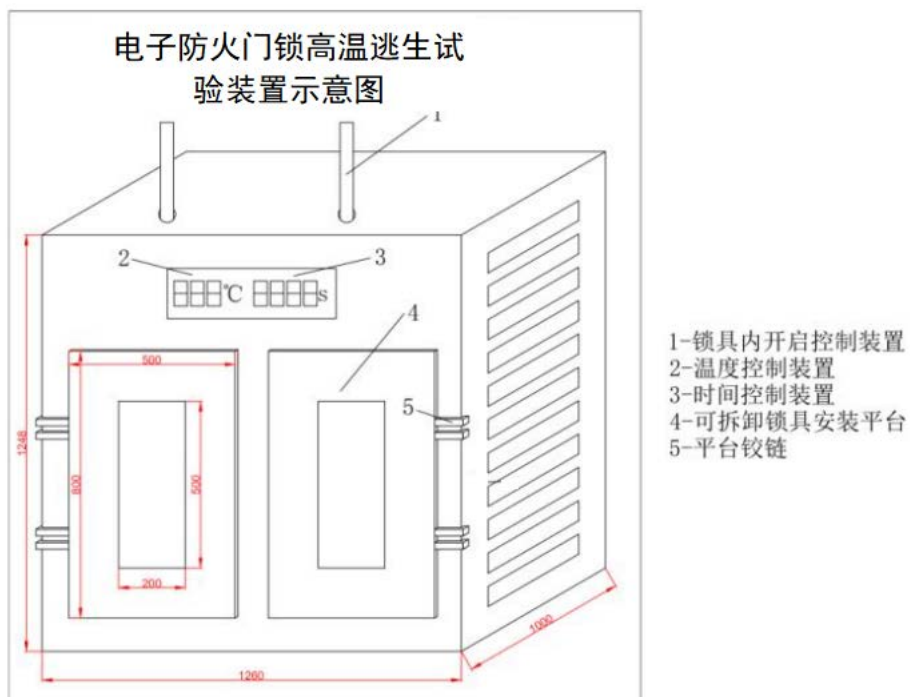 电子防火门锁高温逃生试
验装置示意图
1
2
3
℃
s
4
500
5
1248
800
500
200
1000
1260
1-锁具内开启控制装置
2-温度控制装置
3-时间控制装置
4-可拆卸锁具安装平台
5-平台铰链